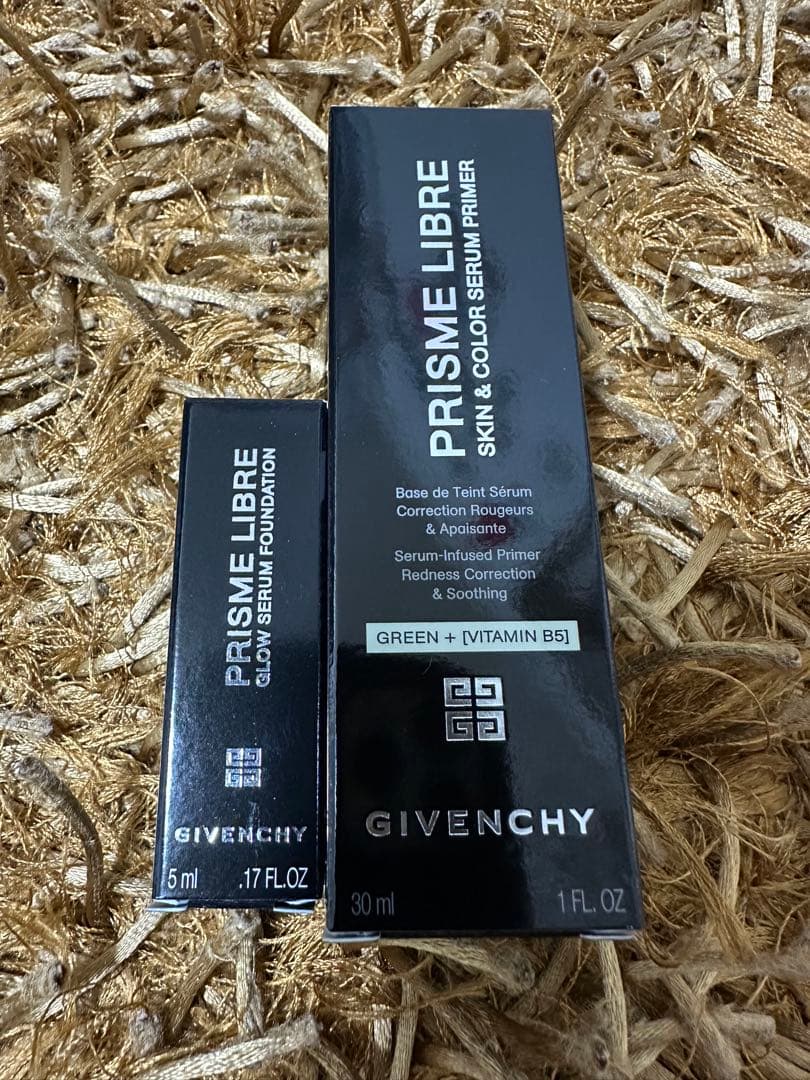 PRISME LIBRE
GLOW SERUM FOUNDATION
GIVENCHY
5 ml .17 FL.OZ
PRISME LIBRE
SKIN & COLOR SERUM PRIMER
Base de Teint Sérum
Correction Rougeurs
& Apaisante
Serum-Infused Primer
Redness Correction
& Soothing
GREEN + [VITAMIN B5]
GIVENCHY
30 ml 1 FL. OZ